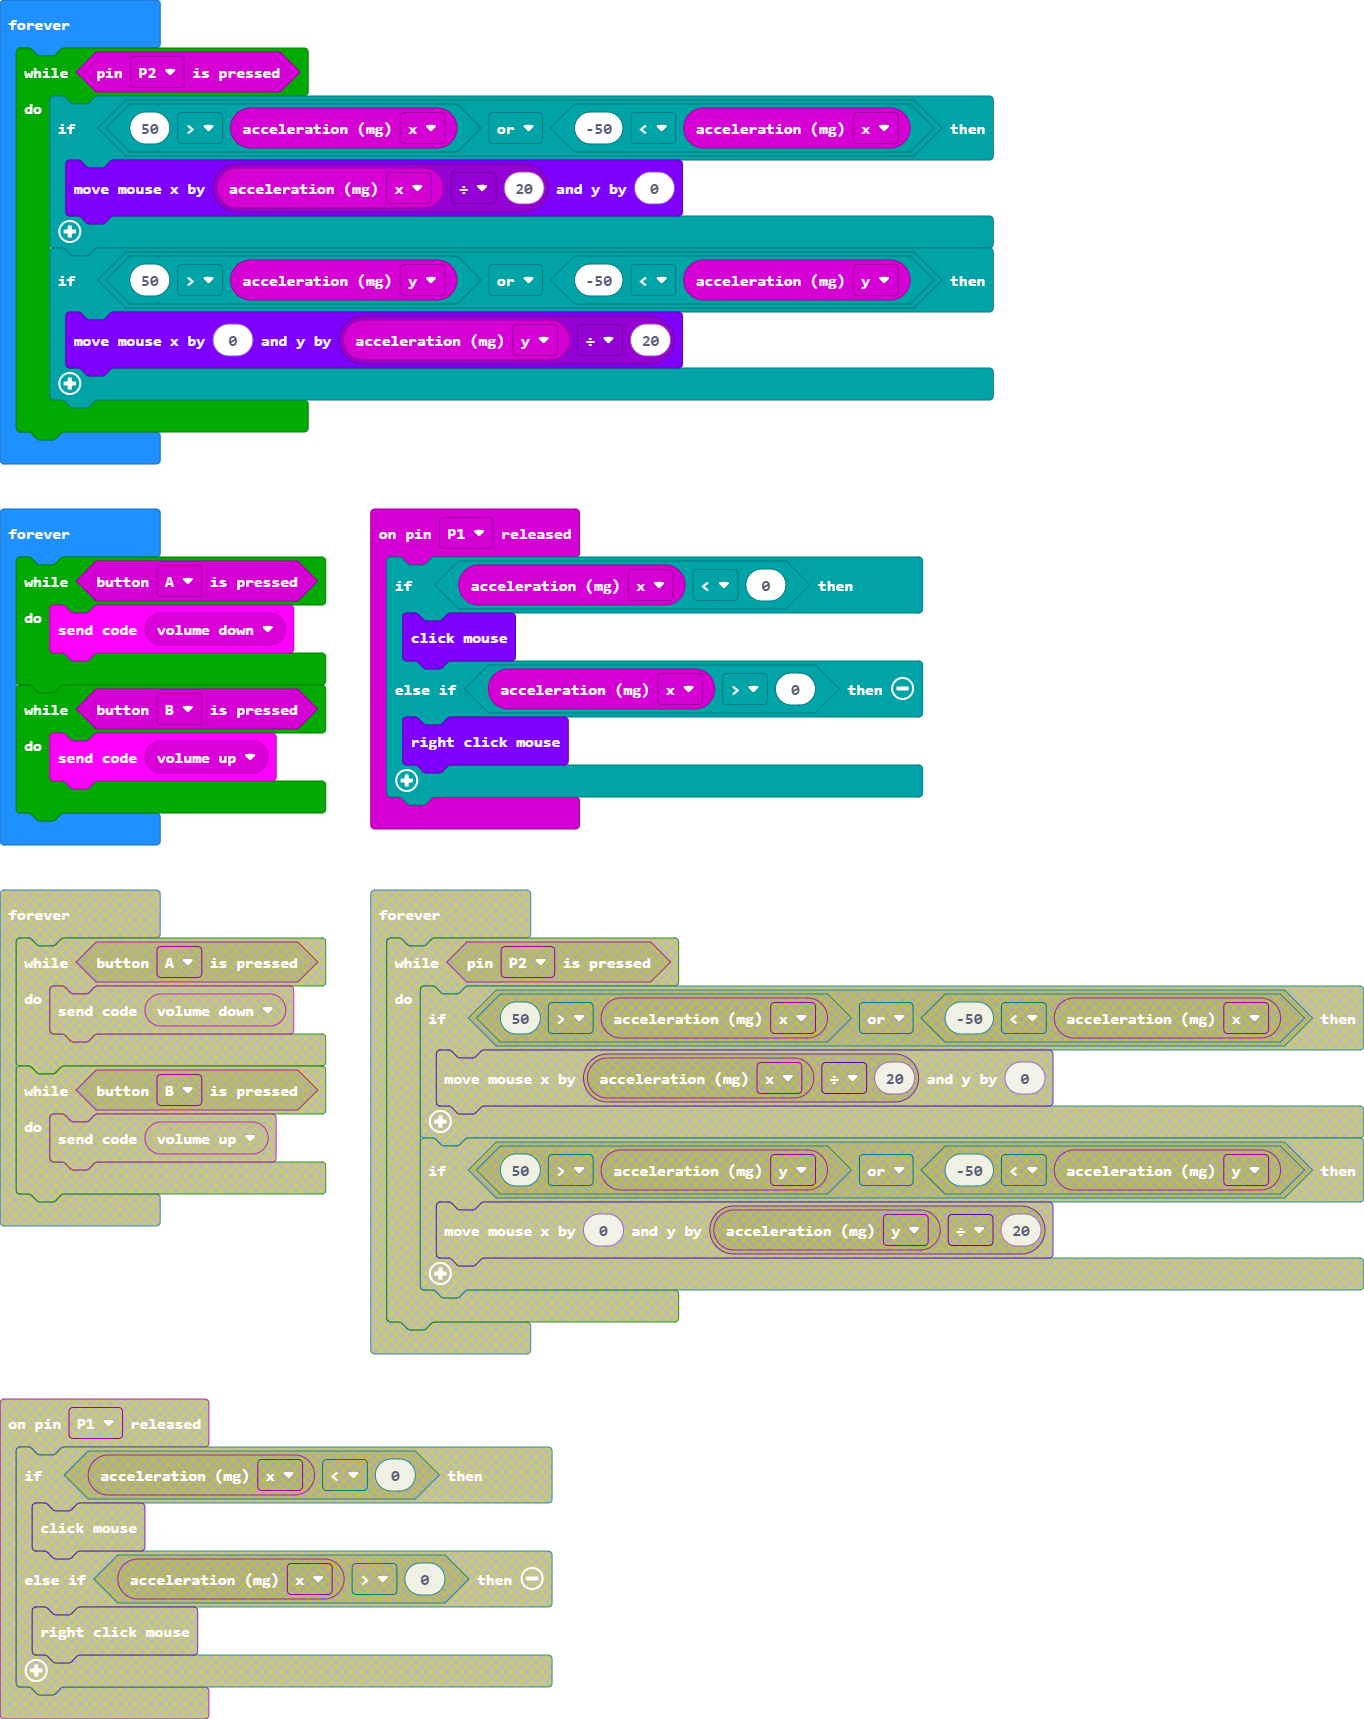 forever
while pin P2 is pressed
do
if 50 > acceleration (mg) x or -50 < acceleration (mg) x then
move mouse x by acceleration (mg) x ÷ 20 and y by 0
if 50 > acceleration (mg) y or -50 < acceleration (mg) y then
move mouse x by 0 and y by acceleration (mg) y ÷ 20
forever
while button A is pressed
do
send code volume down
while button B is pressed
do
send code volume up
on pin P1 released
if acceleration (mg) x < 0 then
click mouse
else if acceleration (mg) x > 0 then
right click mouse
forever
while button A is pressed
do
send code volume down
while button B is pressed
do
send code volume up
forever
while pin P2 is pressed
do
if 50 > acceleration (mg) x or -50 < acceleration (mg) x then
move mouse x by acceleration (mg) x ÷ 20 and y by 0
if 50 > acceleration (mg) y or -50 < acceleration (mg) y then
move mouse x by 0 and y by acceleration (mg) y ÷ 20
on pin P1 released
if acceleration (mg) x < 0 then
click mouse
else if acceleration (mg) x > 0 then
right click mouse